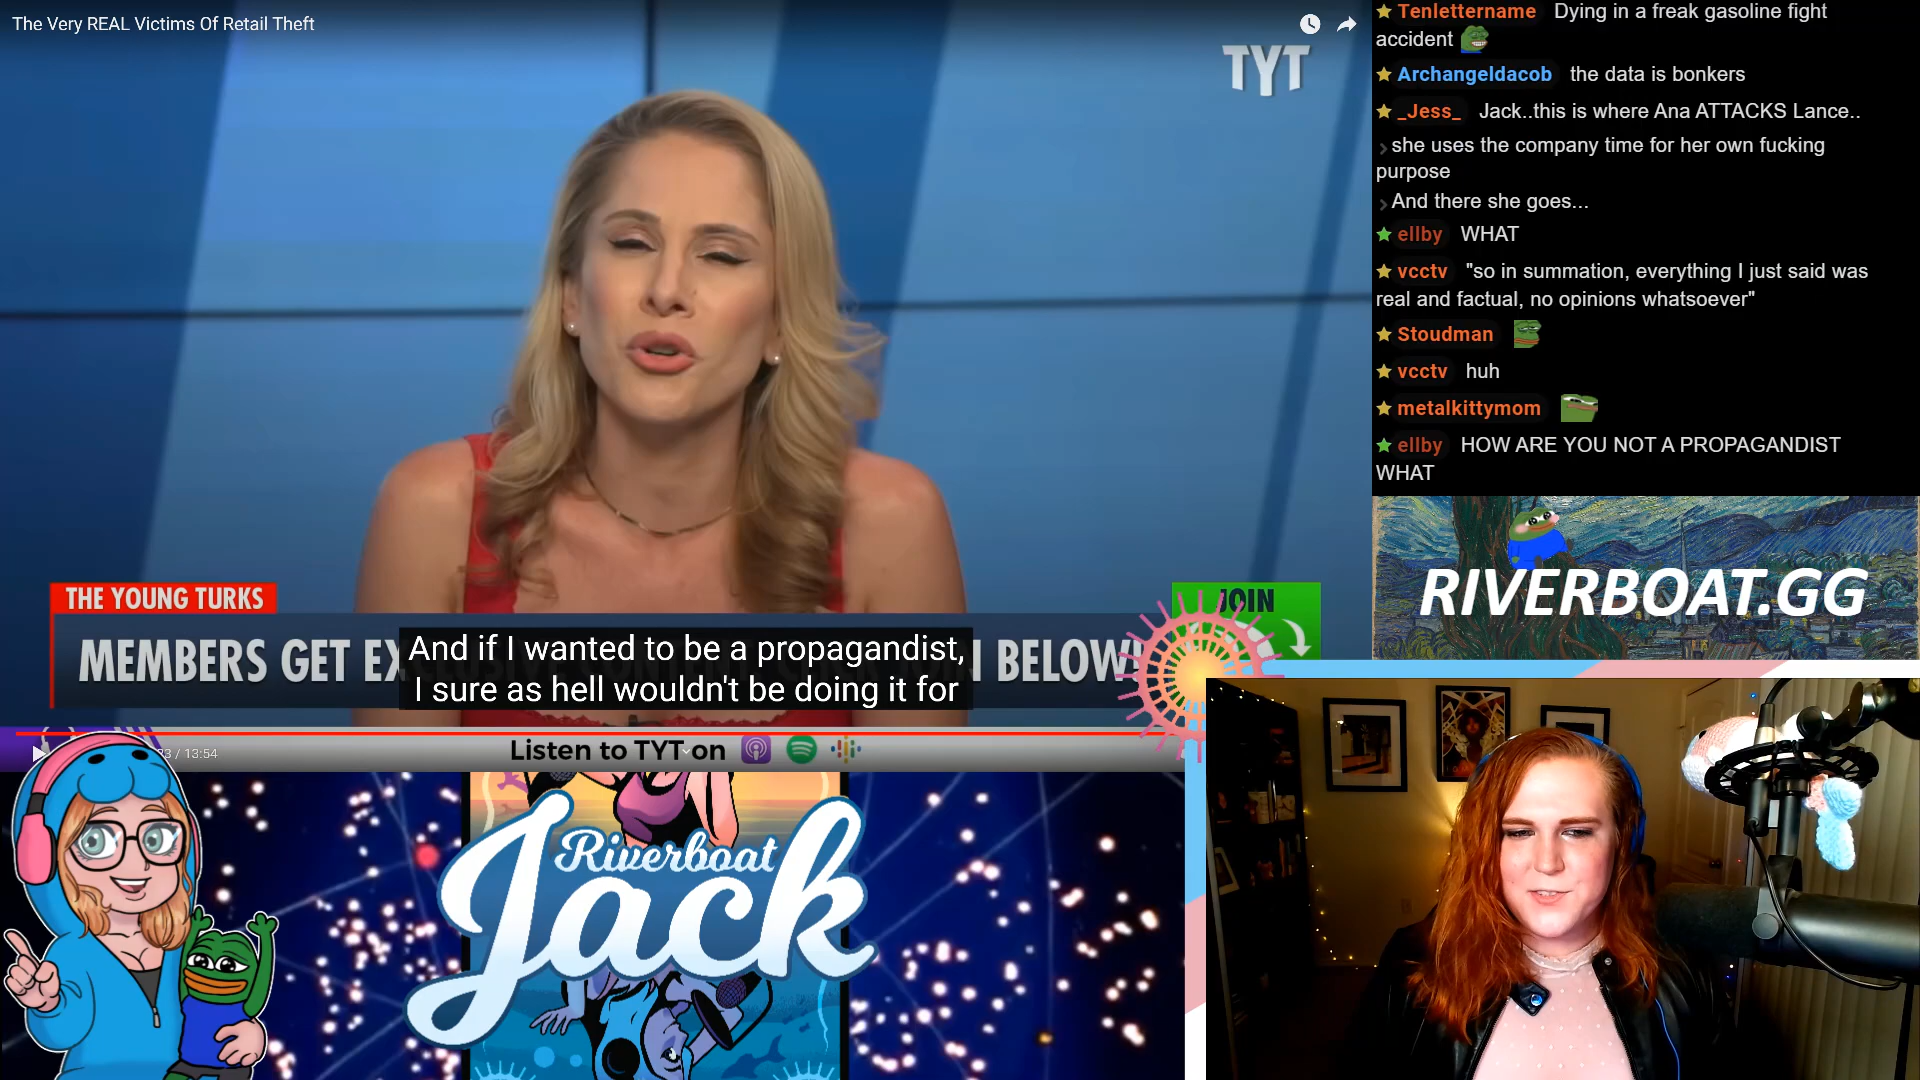 The Very REAL Victims Of Retail Theft
TYT
THE YOUNG TURKS
JOIN
MEMBERS GET EX
BELOW!
And if I wanted to be a propagandist,
I sure as hell wouldn't be doing it for
/ 13:54
Listen to TYT on
Riverboat
Jack
Tenlettername Dying in a freak gasoline fight
accident
Archangeldacob the data is bonkers
_Jess_ Jack..this is where Ana ATTACKS Lance..
she uses the company time for her own fucking
purpose
And there she goes...
ellby WHAT
vcctv "so in summation, everything I just said was
real and factual, no opinions whatsoever"
Stoudman
vcctv huh
metalkittymom
ellby HOW ARE YOU NOT A PROPAGANDIST
WHAT
RIVERBOAT.GG